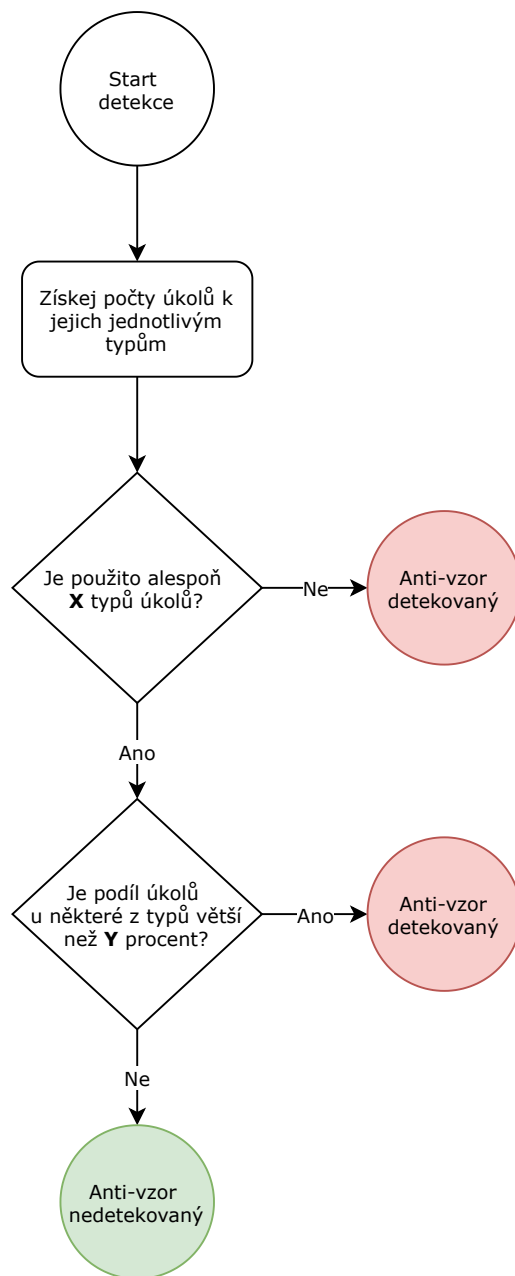 Start
detekce
Získej počty úkolů k
jejich jednotlivým
typům
Je použito alespoň
X typů úkolů?
Ne
Anti-vzor
detekovaný
Ano
Je podíl úkolů
u některé z typů větší
než Y procent?
Ano
Anti-vzor
detekovaný
Ne
Anti-vzor
nedetekovaný